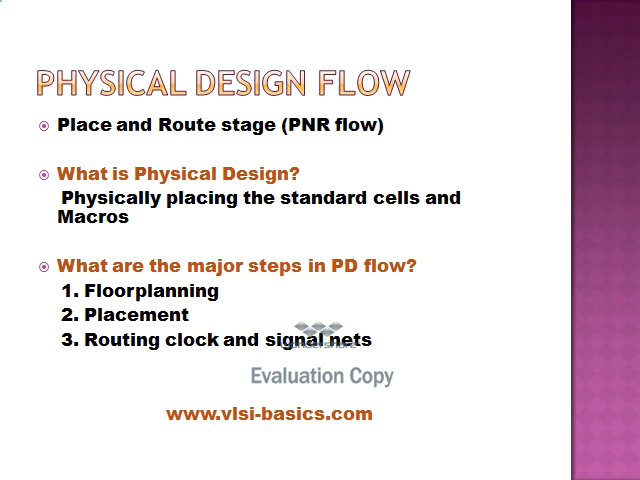 PHYSICAL DESIGN FLOW
Place and Route stage (PNR flow)
What is Physical Design?
Physically placing the standard cells and
Macros
What are the major steps in PD flow?
1. Floorplanning
2. Placement
3. Routing clock and signal nets
Evaluation Copy
www.vlsi-basics.com